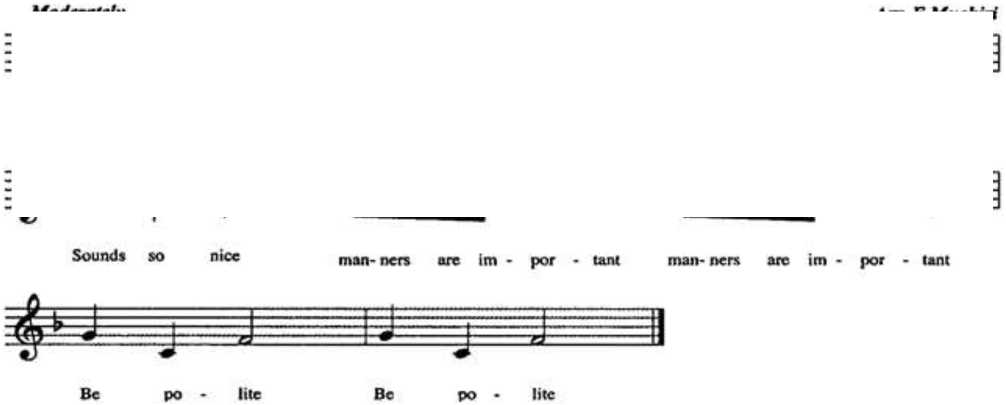 Moderately
Sounds so nice man- ners are im - por - tant man- ners are im - por - tant
Be po - lite Be po - lite